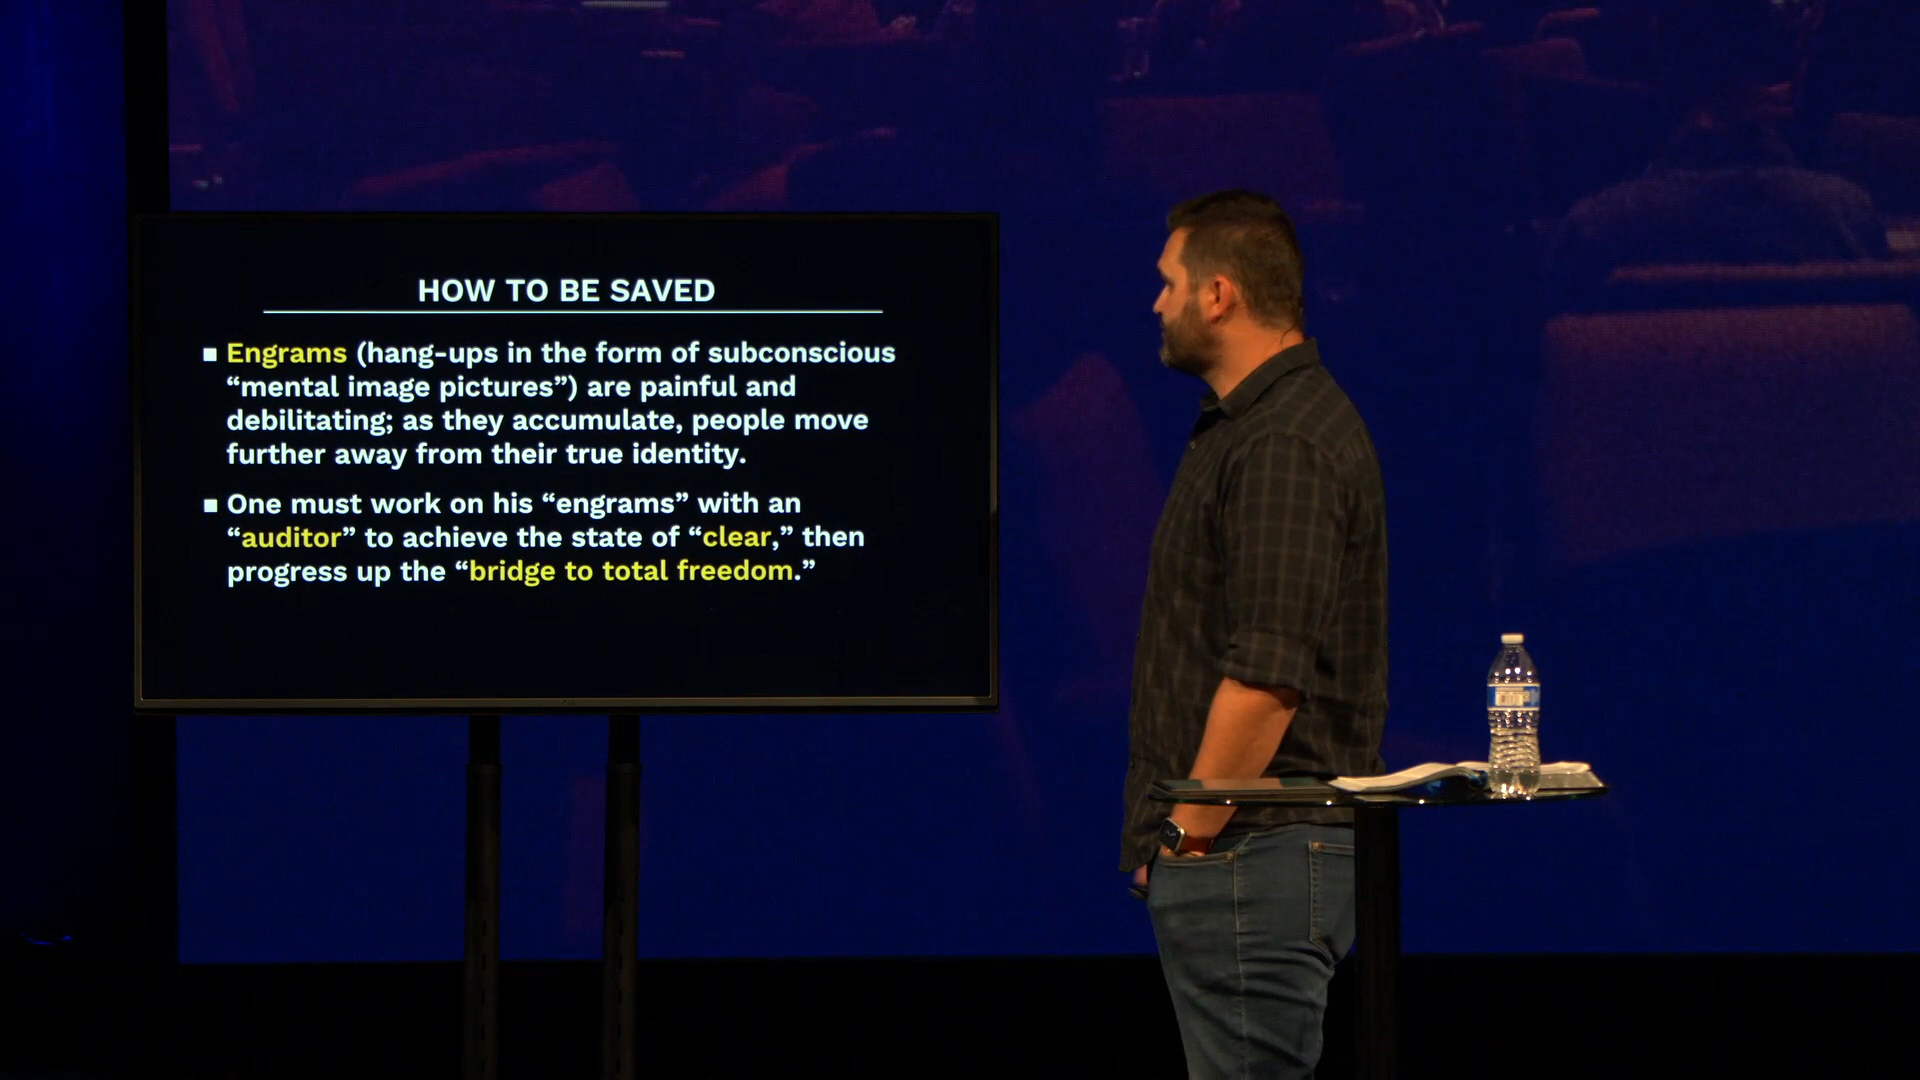 HOW TO BE SAVED
■ Engrams (hang-ups in the form of subconscious
“mental image pictures”) are painful and
debilitating; as they accumulate, people move
further away from their true identity.
■ One must work on his “engrams” with an
“auditor” to achieve the state of “clear,” then
progress up the “bridge to total freedom.”